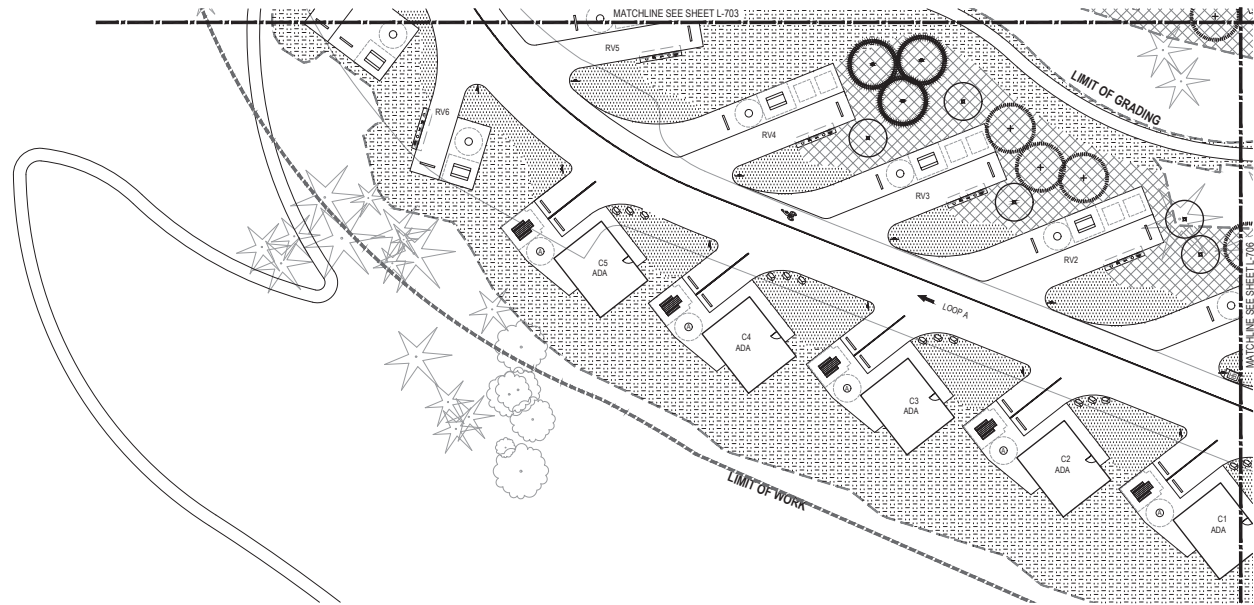 MATCHLINE SEE SHEET L-703
RV5
LIMIT OF GRADING
RV6
RV4
RV3
RV2
C5
ADA
LOOP A
MATCHLINE SEE SHEET L-706
C4
ADA
C3
ADA
C2
ADA
LIMIT OF WORK
C1
ADA
A
A
A
A
A